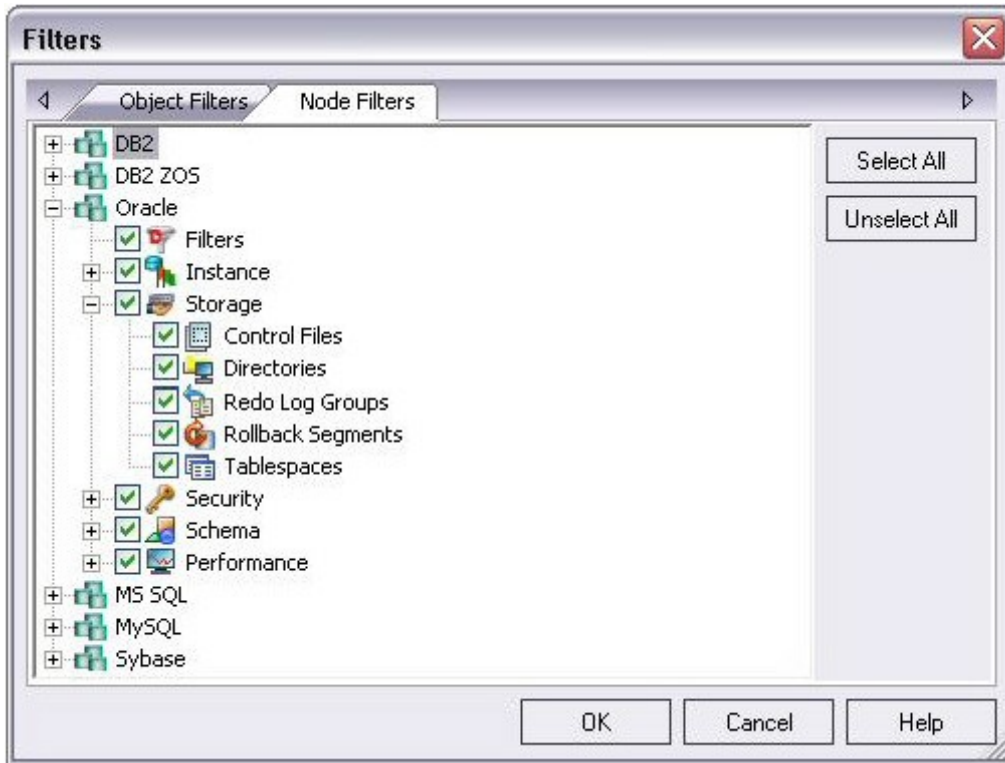 Filters
Object Filters Node Filters
DB2
DB2 ZOS
Oracle
Filters
Instance
Storage
Control Files
Directories
Redo Log Groups
Rollback Segments
Tablespaces
Security
Schema
Performance
MS SQL
MySQL
Sybase
Select All
Unselect All
OK Cancel Help